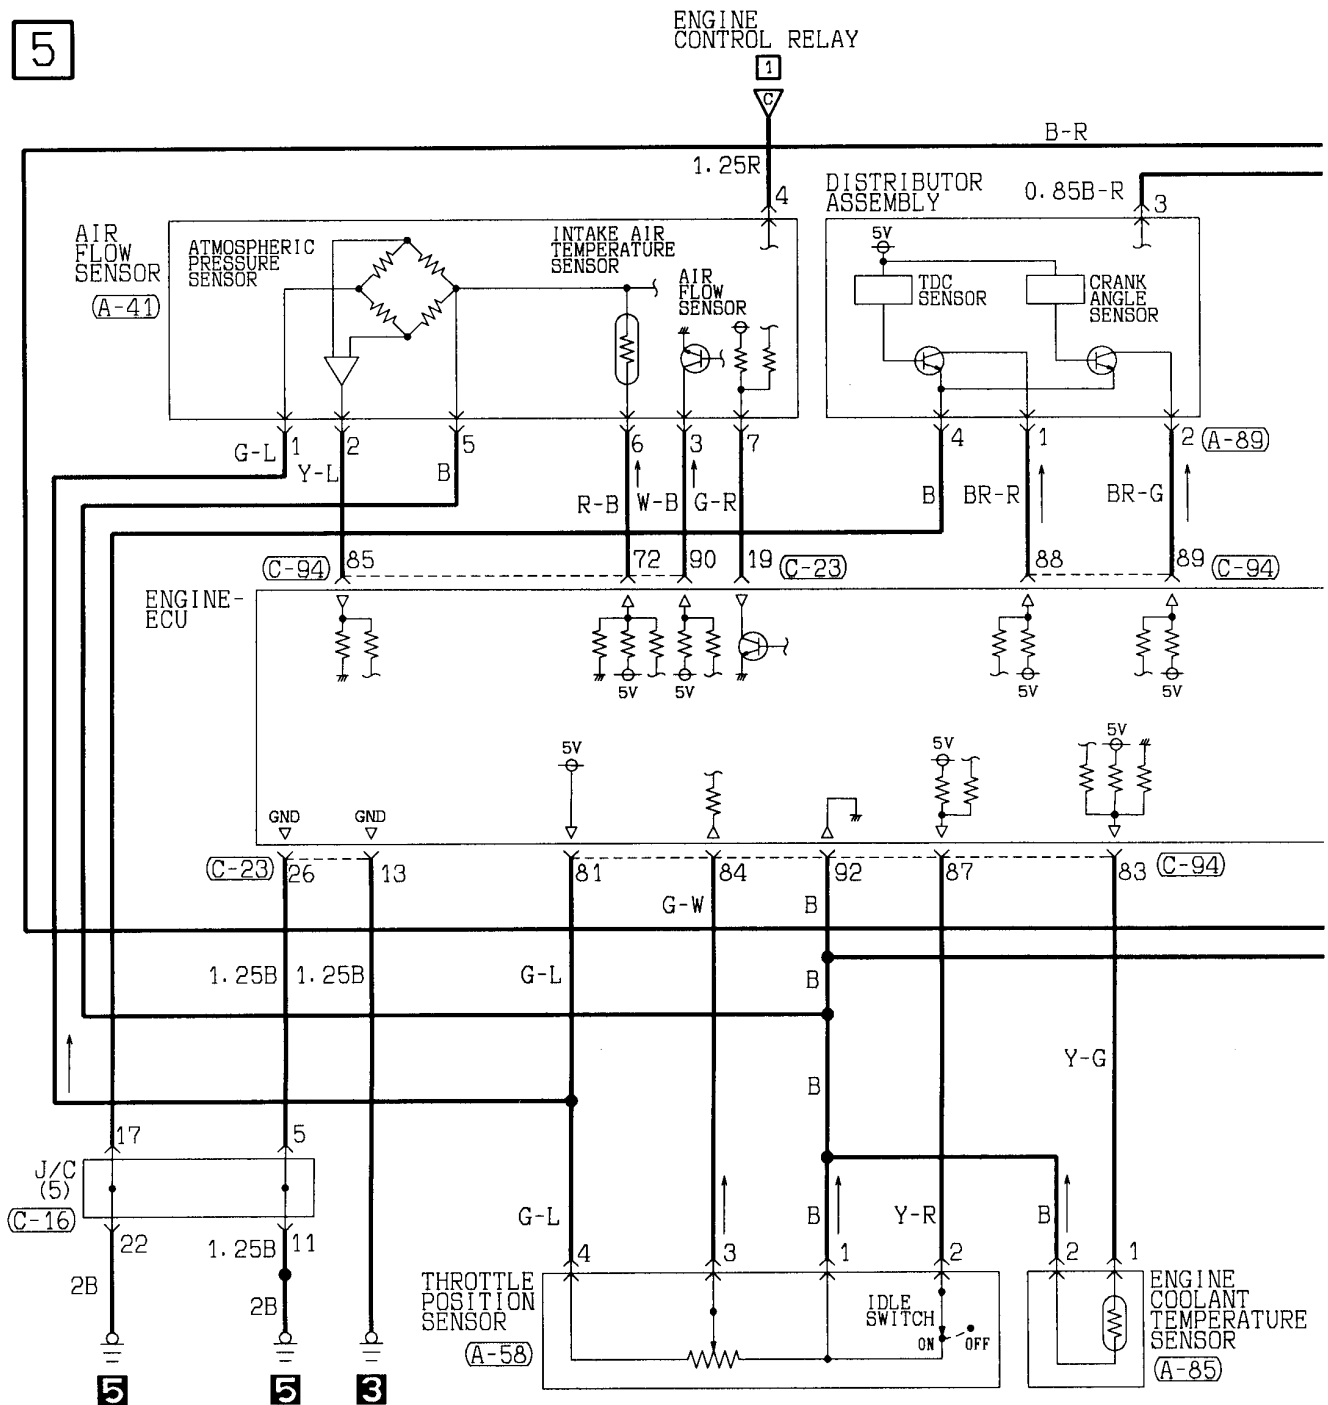 5
ENGINE
CONTROL RELAY
1
C
B-R
1.25R
4
DISTRIBUTOR
ASSEMBLY
0.85B-R
3
AIR
FLOW
SENSOR
A-41
ATMOSPHERIC
PRESSURE
SENSOR
INTAKE AIR
TEMPERATURE
SENSOR
AIR
FLOW
SENSOR
5V
TDC
SENSOR
CRANK
ANGLE
SENSOR
1
2
5
6
3
7
4
1
2
A-89
G-L
Y-L
B
R-B
W-B
G-R
B
BR-R
BR-G
C-94
85
72
90
19
C-23
88
89
C-94
ENGINE-
ECU
5V
5V
5V
5V
5V
5V
5V
GND
GND
C-23
26
13
81
84
92
87
83
C-94
G-W
B
1.25B
1.25B
G-L
B
Y-G
B
17
5
J/C
(5)
C-16
22
1.25B
11
G-L
B
Y-R
B
4
3
1
2
2
1
2B
2B
THROTTLE
POSITION
SENSOR
A-58
IDLE
SWITCH
ON
OFF
ENGINE
COOLANT
TEMPERATURE
SENSOR
A-85
5
5
3